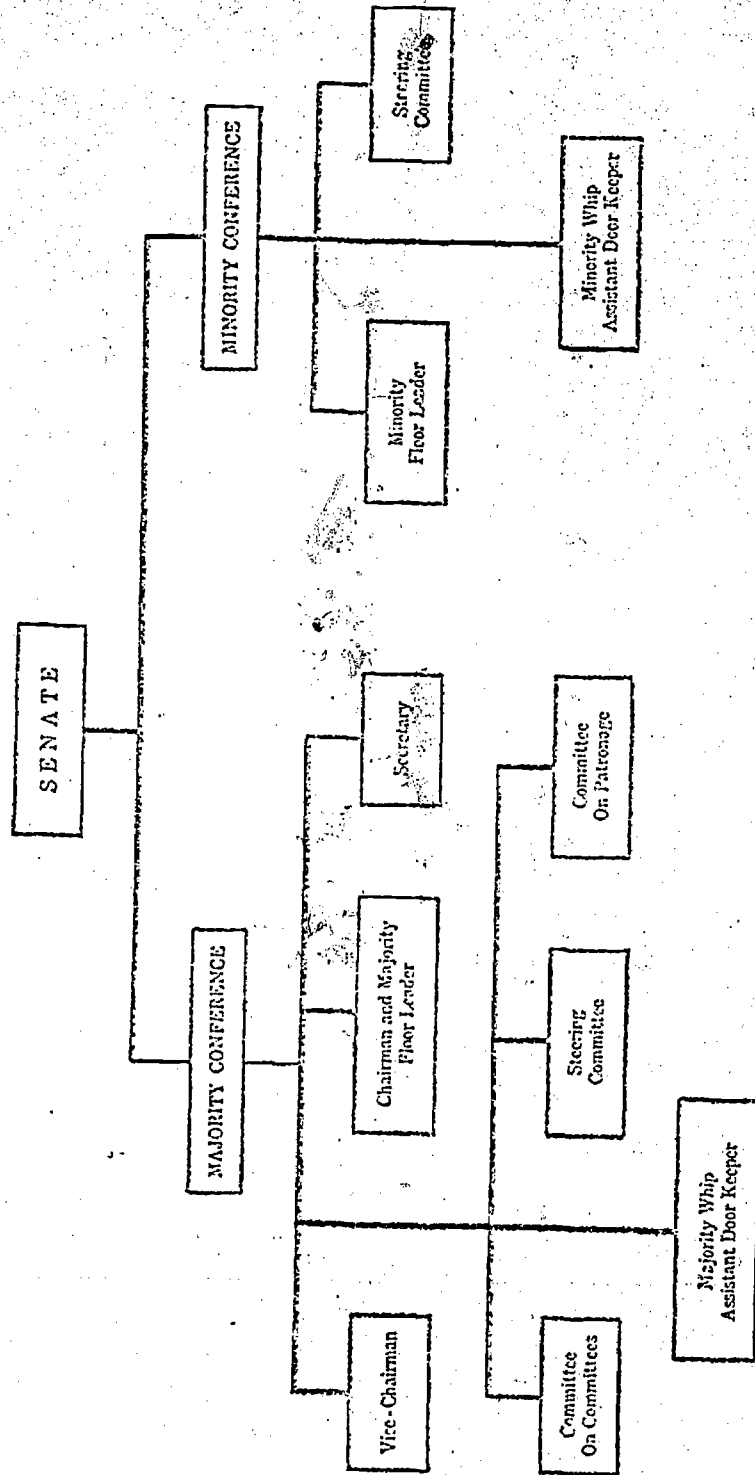 SENATE
MAJORITY CONFERENCE
MINORITY CONFERENCE
Vice-Chairman
Chairman and Majority
Floor Leader
Secretary
Minority
Floor Leader
Steering
Committee
Committee
On Committees
Steering
Committee
Committee
On Patronage
Majority Whip
Assistant Door Keeper
Minority Whip
Assistant Door Keeper